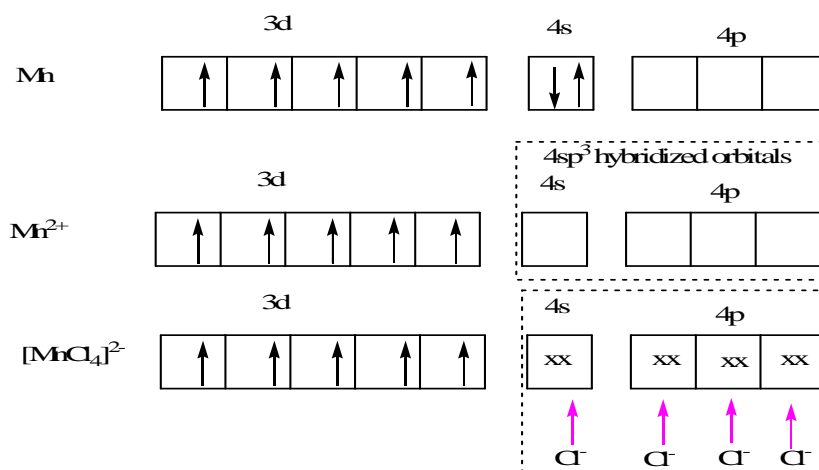 3d 4s 4p
Mn
4sp³ hybridized orbitals
3d 4s 4p
Mn²⁺
3d 4s 4p
[MnCl₄]²⁻ xx xx xx xx
Cl⁻ Cl⁻ Cl⁻ Cl⁻